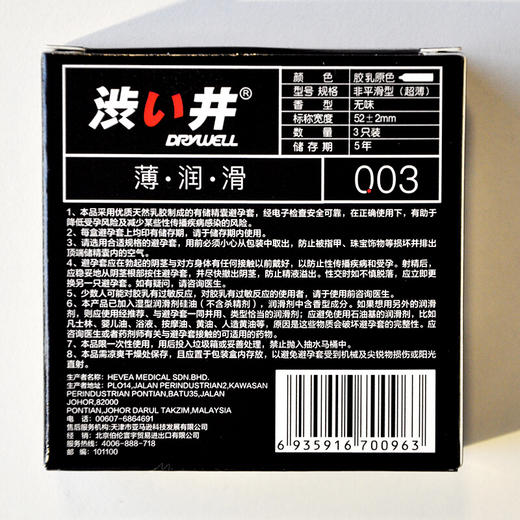 渋い井®
DRYWELL
颜 色 胶乳原色
型号 规格 非平滑型（超薄）
香 型 无味
标称宽度 52±2mm
数 量 3只装
储 存 期 5年
薄·润·滑
003
1、本品采用优质天然乳胶制成的有储精囊避孕套，经电子检查安全可靠，在正确使用下，有助于
降低受孕风险及减少某些性传播疾病感染的风险。
2、每盒避孕套上均印有储存期，请于储存期内使用。
3、请选用合适规格的避孕套，用前必须小心从包装中取出，防止被指甲、珠宝饰物等损坏并排出
顶端储精囊内的空气。
4、避孕套应在勃起的阴茎与对方身体有任何接触以前戴好，以防止性传播疾病和受孕。射精后，
应稳妥地从阴茎根部按住避孕套，并尽快撤出阴茎，防止精液溢出。性交时如不慎脱落，应立即更
换另一只避孕套。如有疑问，请咨询医生。
5、少数人可能对胶乳有过敏反应，对胶乳有过敏反应的使用者，请于使用前咨询医生。
6、本产品已加入湿型润滑剂硅油（不含杀精剂），润滑剂中含香型成分。如果想用另外的润滑
剂，则应使用经推荐、与避孕套一同并用、类型恰当的润滑剂；应避免使用石油基的润滑剂，比如
凡士林、婴儿油、浴液、按摩油、黄油、人造黄油等，原因是这些物质会破坏避孕套的完整性。应
咨询医生或者药剂师有关与避孕套接触的可适用的药物。
7、本品限一次性使用，用后投入垃圾箱或妥善放置，禁止抛入抽水马桶中。
8、本品需凉爽干燥处保存，且应置于包装盒内存放，以避免避孕套受到机械及尖锐物损伤或阳光
直射。
生产商名称：HEVEA MEDICAL SDN.BHD.
生产商地址：PLO14,JALAN PERINDUSTRIAN2,KAWASAN
PERINDUSTRIAN PONTIAN,BATU35,JALAN
JOHOR,82000
PONTIAN,JOHOR DARUL TAKZIM,MALAYSIA
电 话：00607-6864691
售后服务机构：天津市亚马逊科技发展有限公司
经 销：北京伯伦寰宇贸易进出口有限公司
服务热线：4006-888-718
邮 编：101100
6 935916 700963